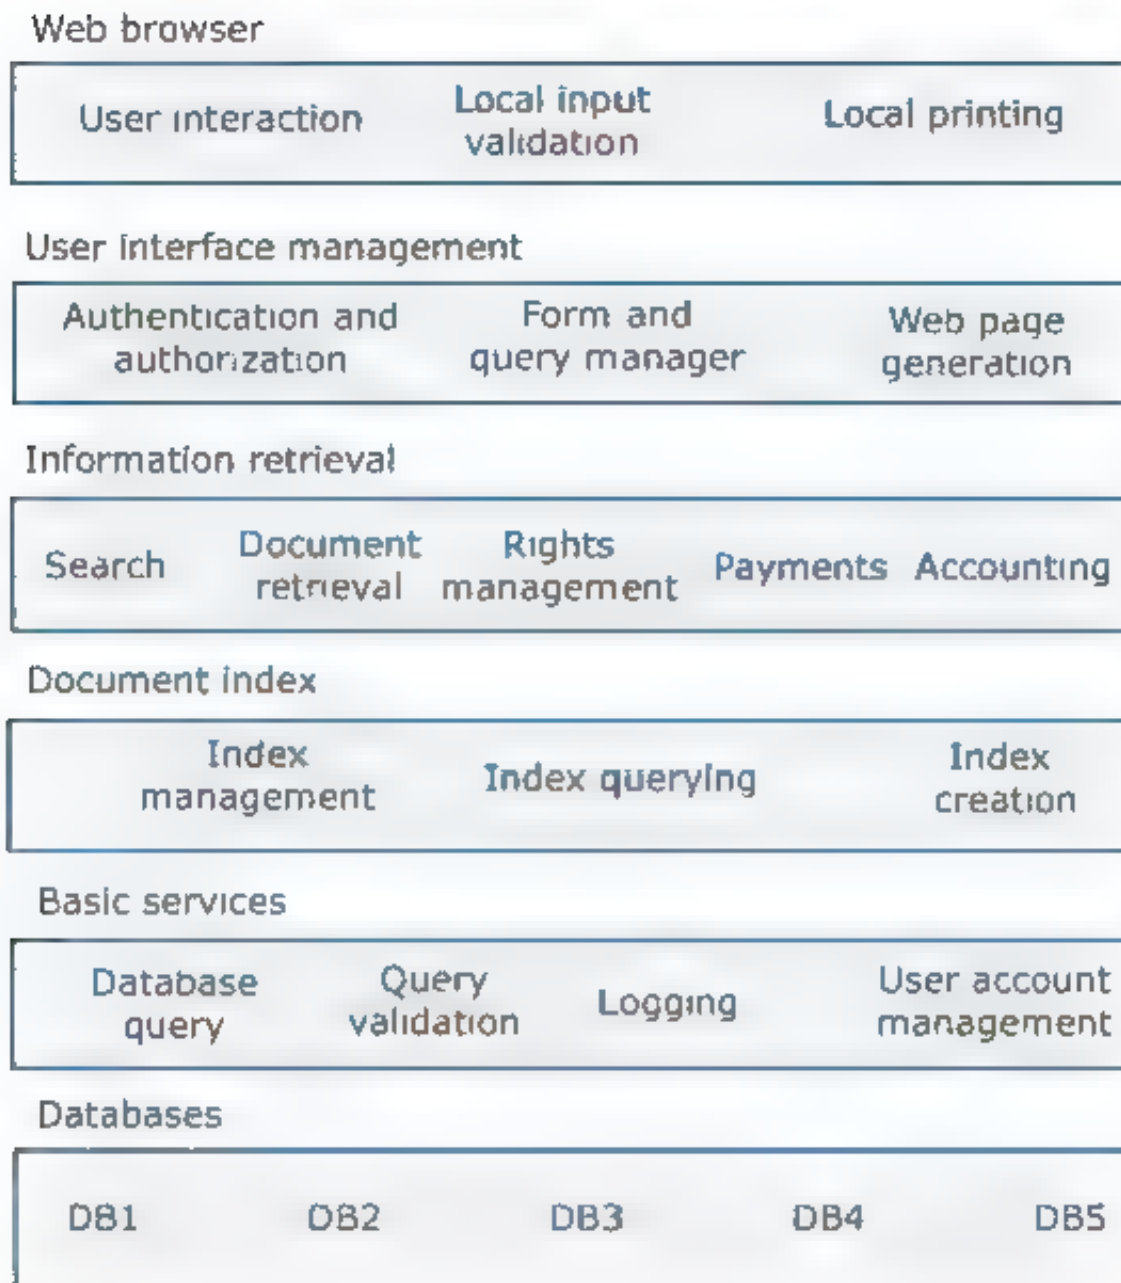 Web browser
User interaction
Local input
validation
Local printing
User interface management
Authentication and
authorization
Form and
query manager
Web page
generation
Information retrieval
Search
Document
retrieval
Rights
management
Payments
Accounting
Document index
Index
management
Index querying
Index
creation
Basic services
Database
query
Query
validation
Logging
User account
management
Databases
DB1
DB2
DB3
DB4
DB5